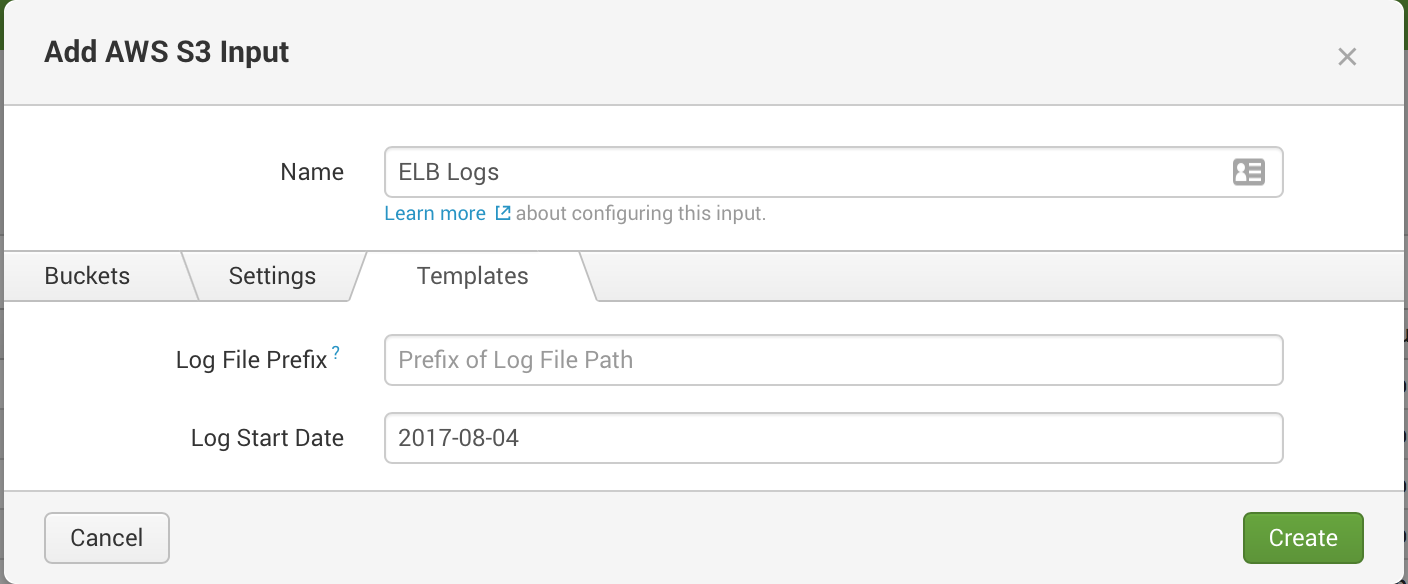 Add AWS S3 Input
×
Name ELB Logs
Learn more about configuring this input.
Buckets Settings Templates
Log File Prefix ? Prefix of Log File Path
Log Start Date 2017-08-04
Cancel Create